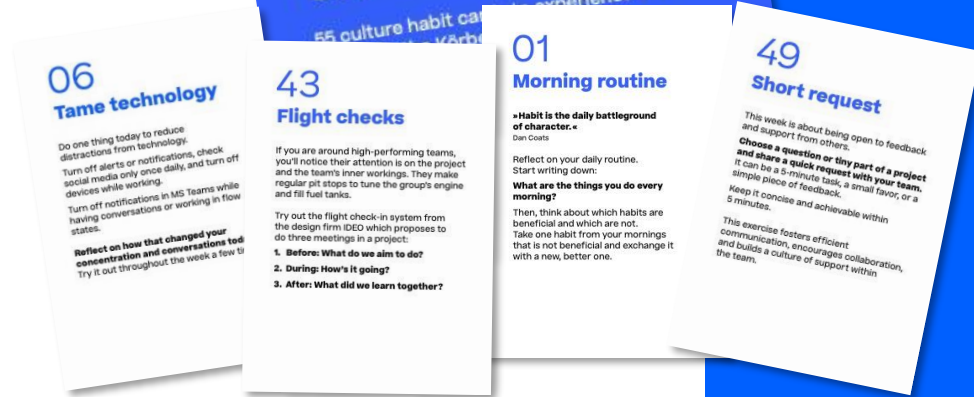 55 culture habit
06
Tame technology
Do one thing today to reduce
distractions from technology.
Turn off alerts or notifications, check
social media only once daily, and turn off
devices while working.
Turn off notifications in MS Teams while
having conversations or working in flow
states.
Reflect on how that changed your
concentration and conversations
Try it out throughout the week a few
43
Flight checks
If you are around high-performing teams,
you'll notice their attention is on the project
and the team's inner workings. They make
regular pit stops to tune the group's engine
and fill fuel tanks.
Try out the flight check-in system from
the design firm IDEO which proposes to
do three meetings in a project:
1. Before: What do we aim to do?
2. During: How's it going?
3. After: What did we learn together?
01
Morning routine
»Habit is the daily battleground
of character.«
Dan Coats
Reflect on your daily routine.
Start writing down:
What are the things you do every
morning?
Then, think about which habits are
beneficial and which are not.
Take one habit from your mornings
that is not beneficial and exchange it
with a new, better one.
49
Short request
This week is about being open to feedback
and support from others.
Choose a question or tiny part of a project
and share a quick request with your team.
It can be a 5-minute task, a small favor, or a
simple piece of feedback.
Keep it concise and achievable within
5 minutes.
This exercise fosters efficient
communication, encourages collaboration,
and builds a culture of support within
the team.